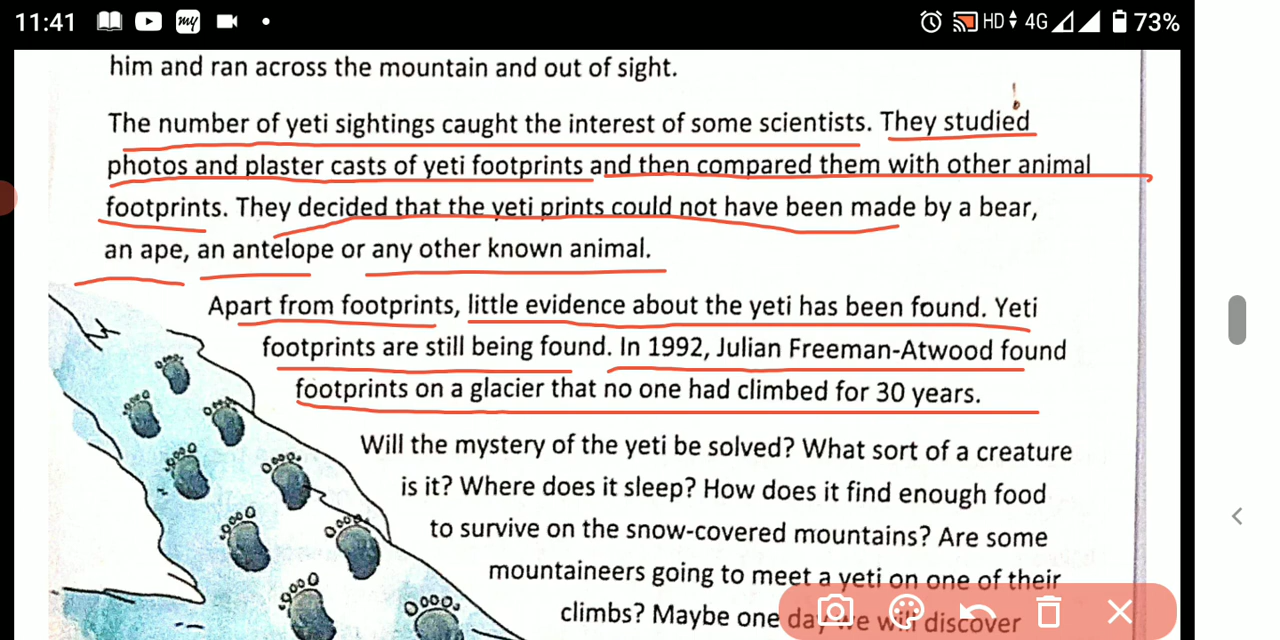 11:41 my HD 4G 73%
him and ran across the mountain and out of sight.
The number of yeti sightings caught the interest of some scientists. They studied
photos and plaster casts of yeti footprints and then compared them with other animal
footprints. They decided that the yeti prints could not have been made by a bear,
an ape, an antelope or any other known animal.
Apart from footprints, little evidence about the yeti has been found. Yeti
footprints are still being found. In 1992, Julian Freeman-Atwood found
footprints on a glacier that no one had climbed for 30 years.
Will the mystery of the yeti be solved? What sort of a creature
is it? Where does it sleep? How does it find enough food
to survive on the snow-covered mountains? Are some
mountaineers going to meet a yeti on one of their
climbs? Maybe one day we will discover